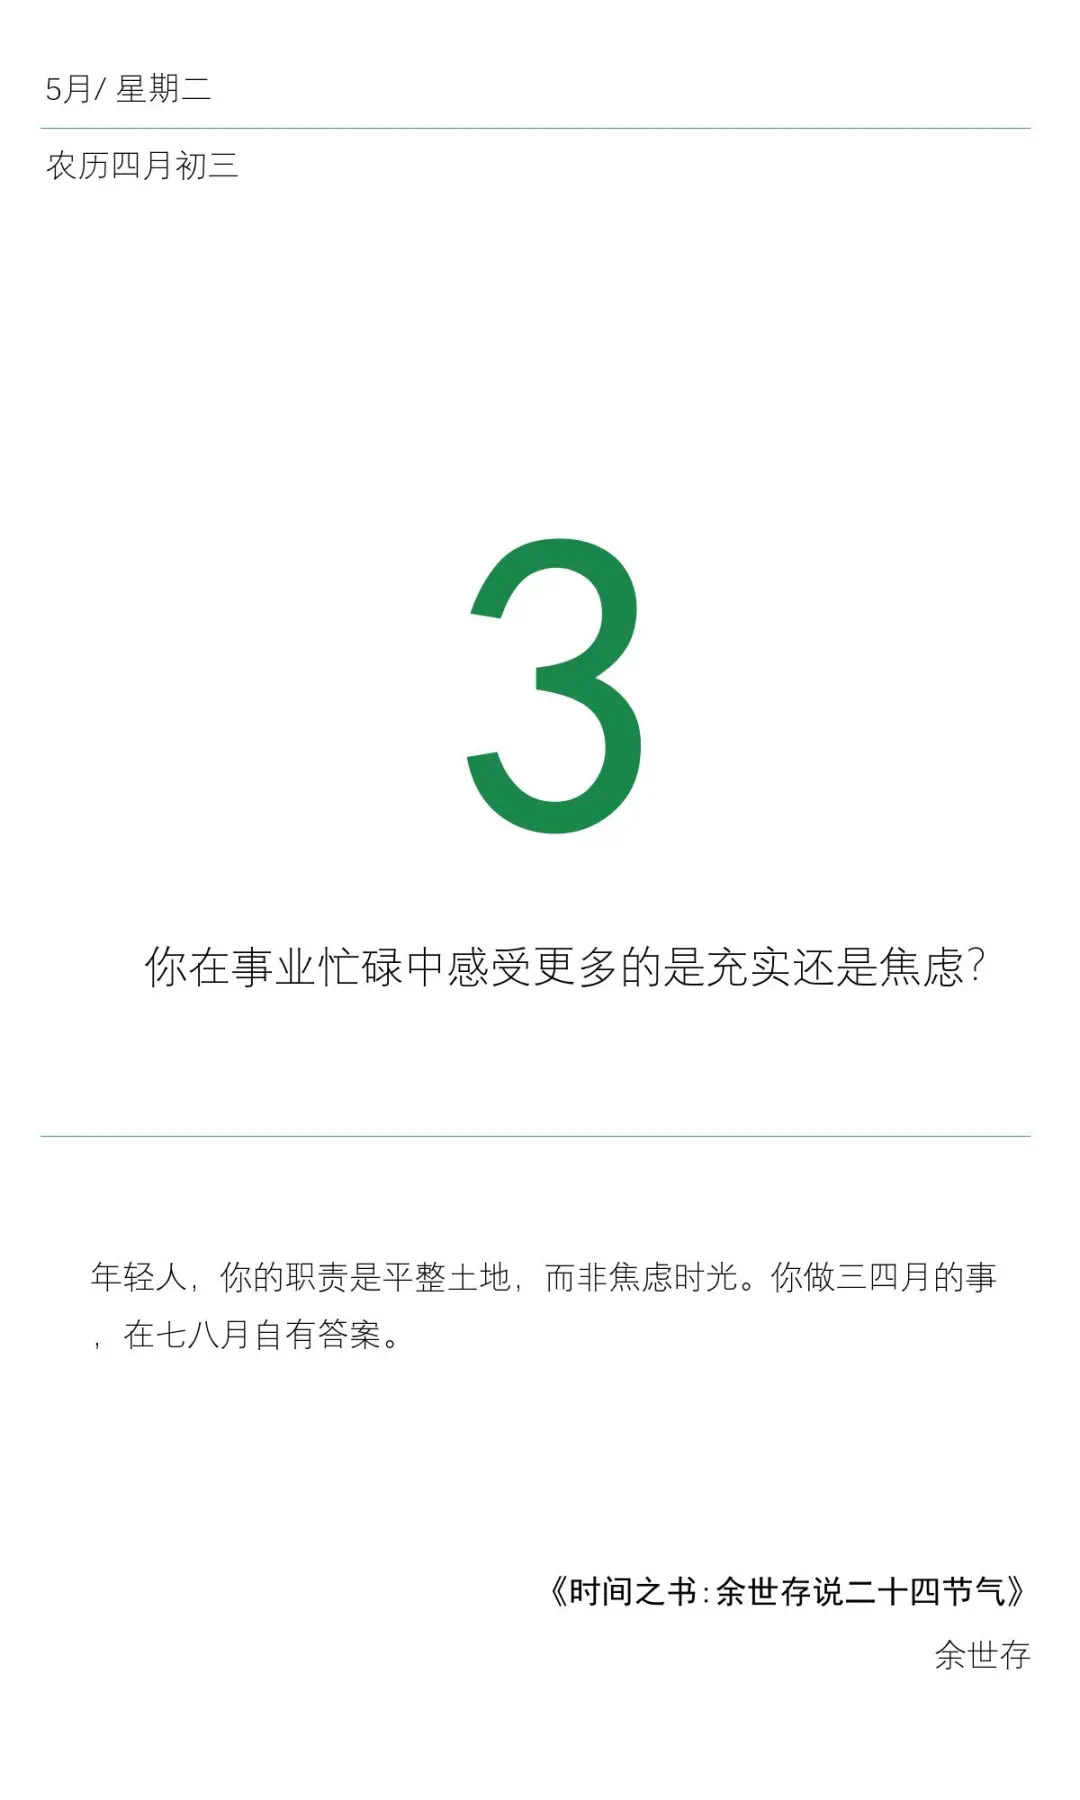 5月/ 星期二
农历四月初三
3
你在事业忙碌中感受更多的是充实还是焦虑?
年轻人，你的职责是平整土地，而非焦虑时光。你做三四月的事
，在七八月自有答案。
《时间之书:余世存说二十四节气》
余世存